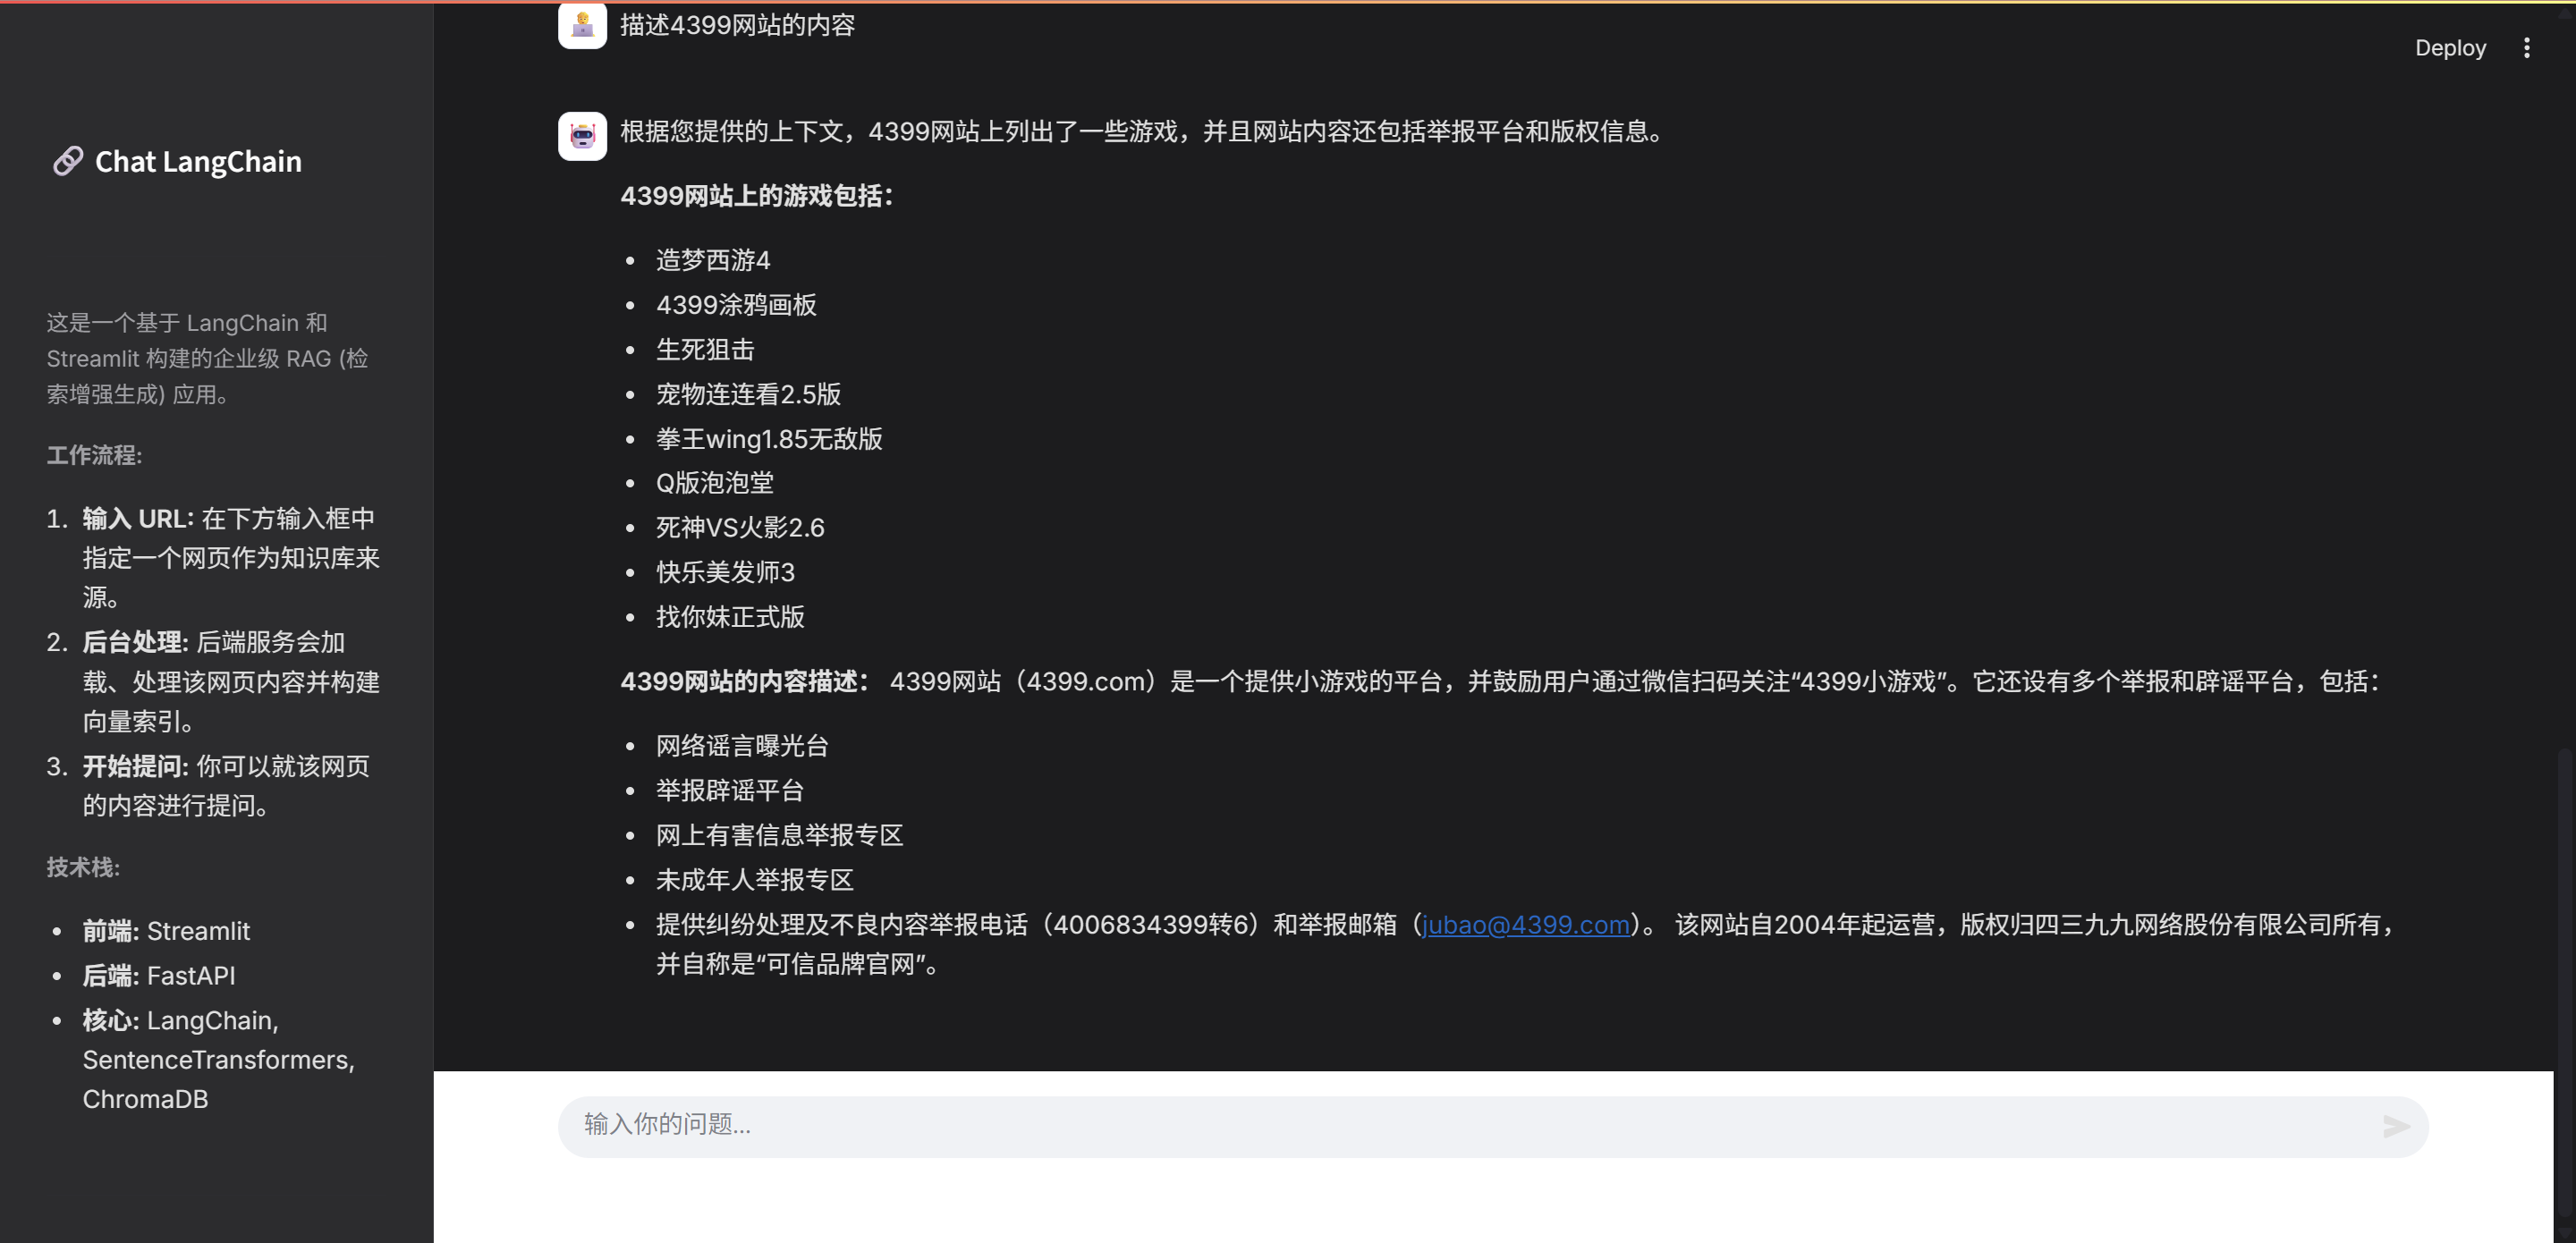 Chat LangChain
这是一个基于 LangChain 和
Streamlit 构建的企业级 RAG (检
索增强生成) 应用。
工作流程:
1. 输入 URL: 在下方输入框中
指定一个网页作为知识库来
源。
2. 后台处理: 后端服务会加
载、处理该网页内容并构建
向量索引。
3. 开始提问: 你可以就该网页
的内容进行提问。
技术栈:
• 前端: Streamlit
• 后端: FastAPI
• 核心: LangChain,
SentenceTransformers,
ChromaDB
Deploy
描述4399网站的内容
根据您提供的上下文，4399网站上列出了一些游戏，并且网站内容还包括举报平台和版权信息。
4399网站上的游戏包括：
• 造梦西游4
• 4399涂鸦画板
• 生死狙击
• 宠物连连看2.5版
• 拳王wing1.85无敌版
• Q版泡泡堂
• 死神VS火影2.6
• 快乐美发师3
• 找你妹正式版
4399网站的内容描述： 4399网站（4399.com）是一个提供小游戏的平台，并鼓励用户通过微信扫码关注“4399小游戏”。它还设有多个举报和辟谣平台，包括：
• 网络谣言曝光台
• 举报辟谣平台
• 网上有害信息举报专区
• 未成年人举报专区
• 提供纠纷处理及不良内容举报电话（4006834399转6）和举报邮箱（jubao@4399.com）。 该网站自2004年起运营，版权归四三九九网络股份有限公司所有，
并自称是“可信品牌官网”。
输入你的问题...